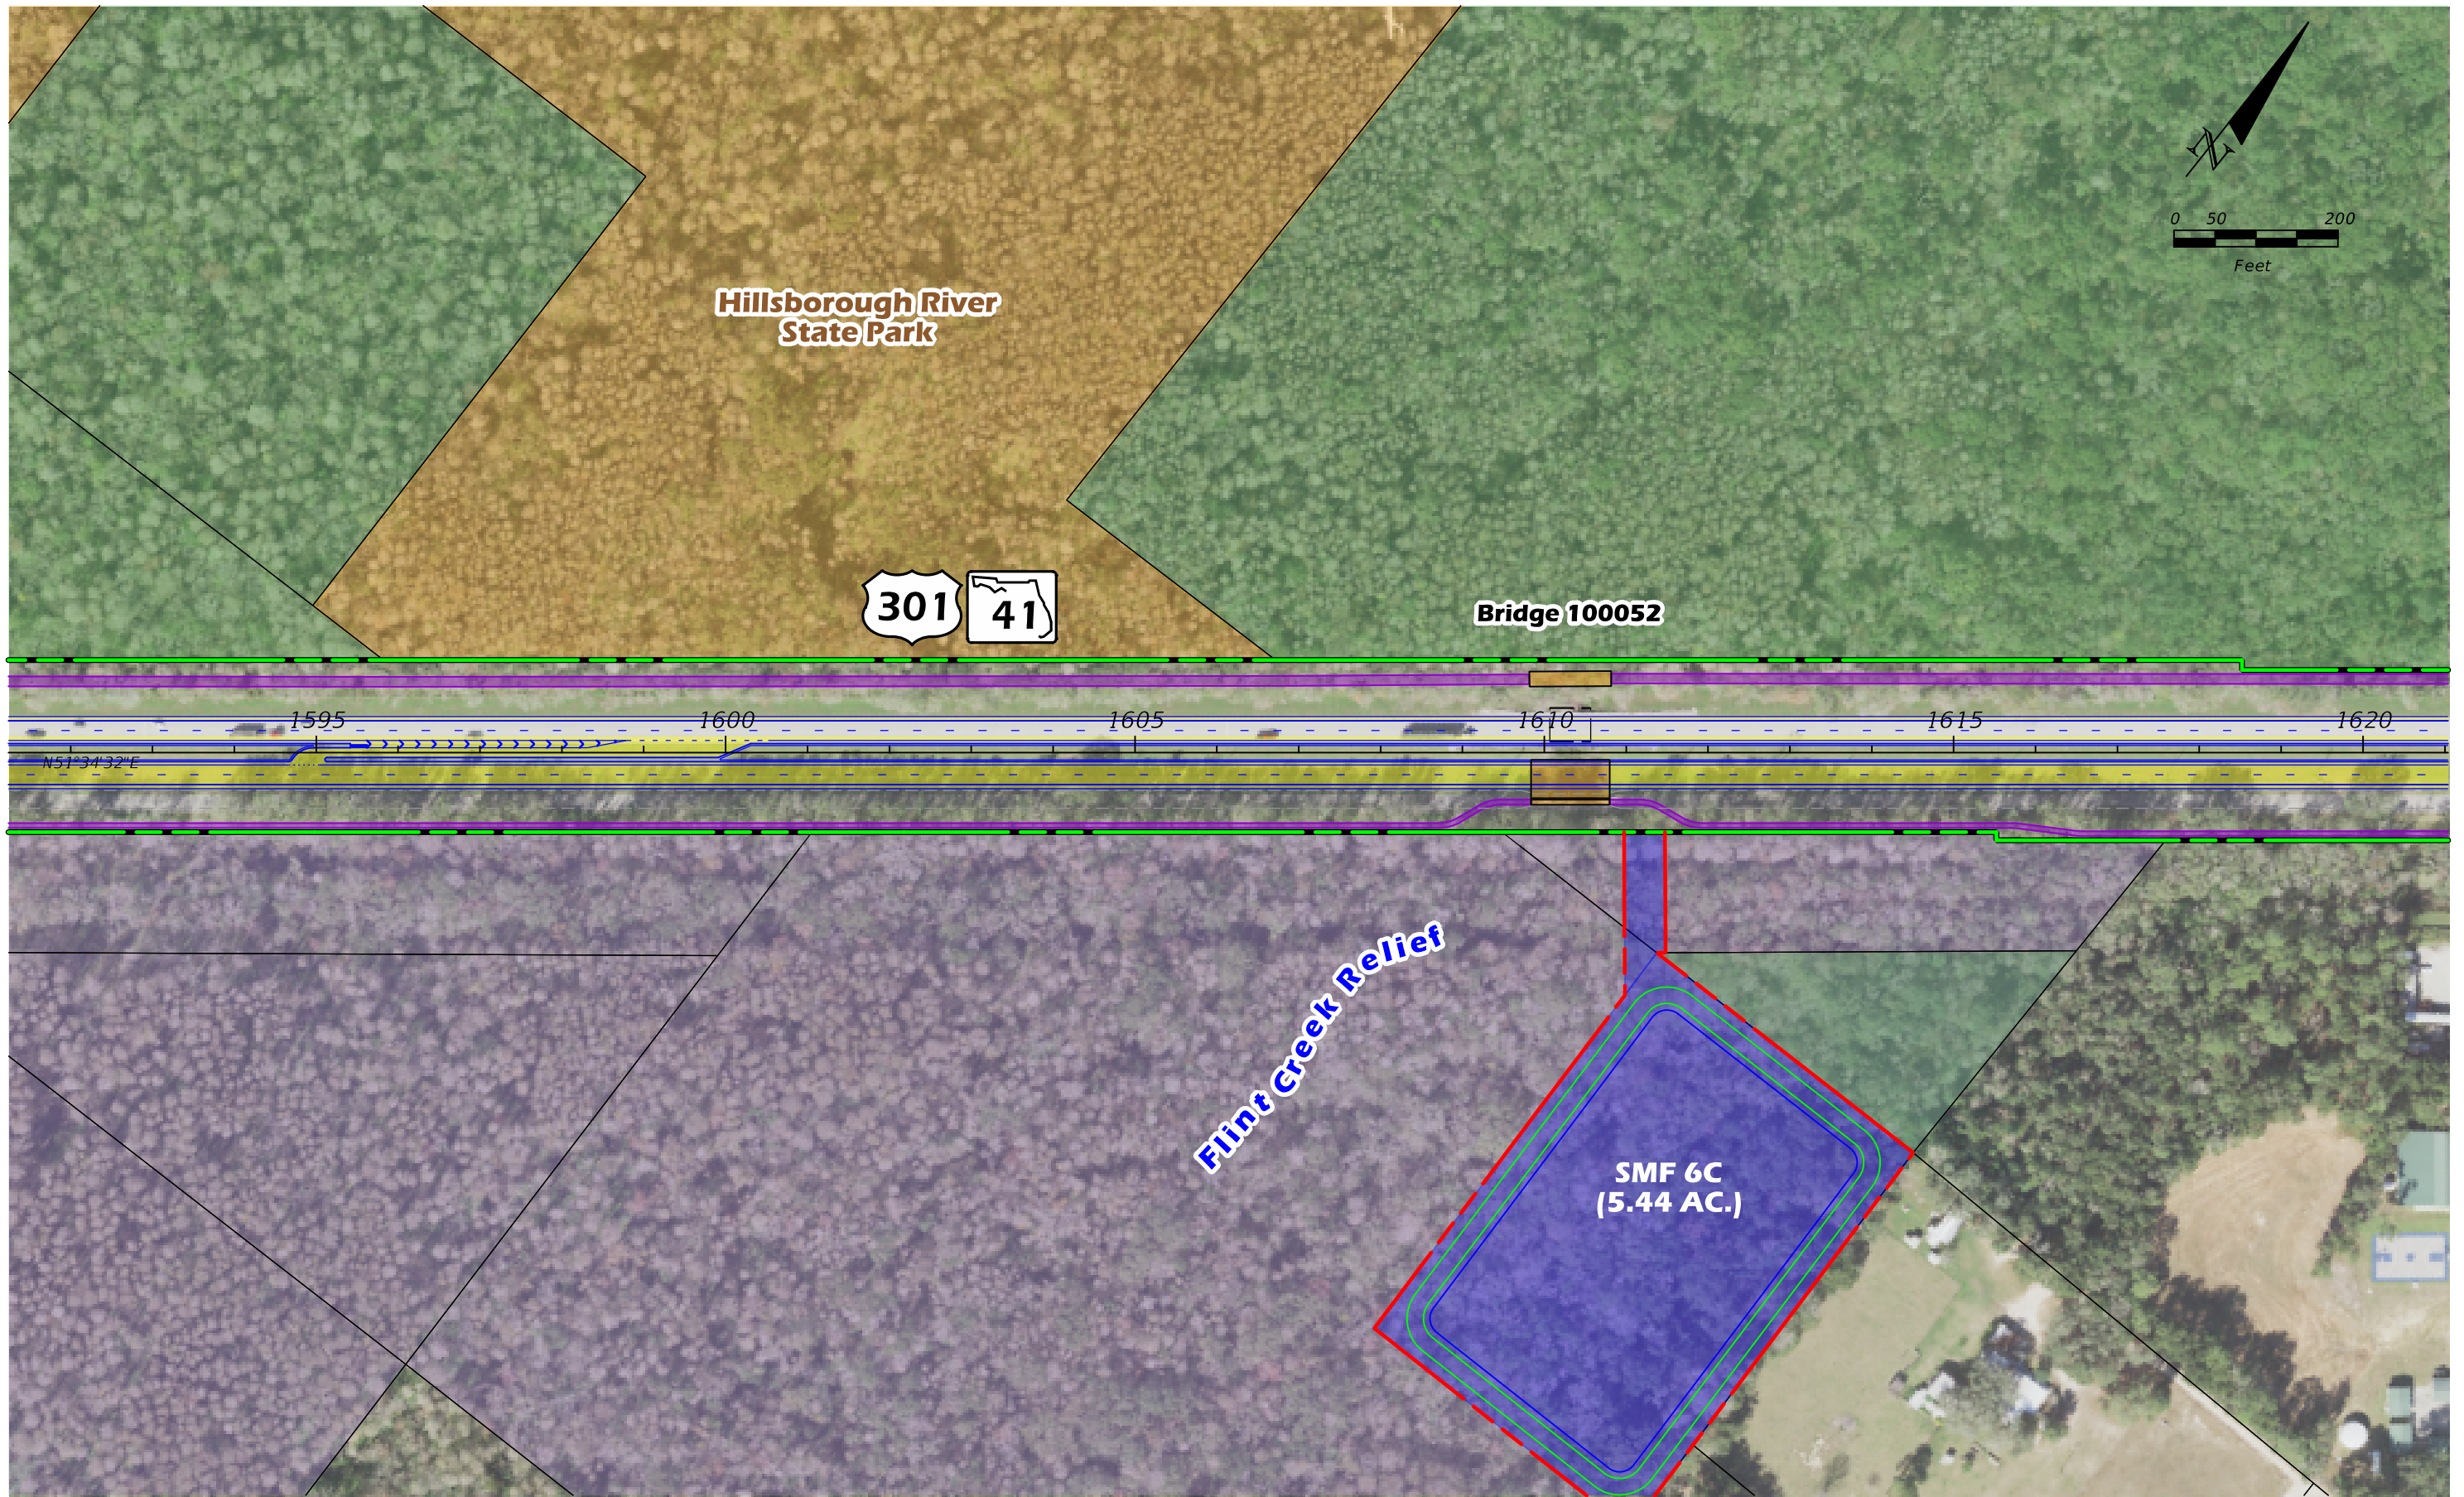 N
0 50 200
Feet
Hillsborough River
State Park
301 41
Bridge 100052
1595 1600 1605 1610 1615 1620
N51°34'32"E
Flint Creek Relief
SMF 6C
(5.44 AC.)